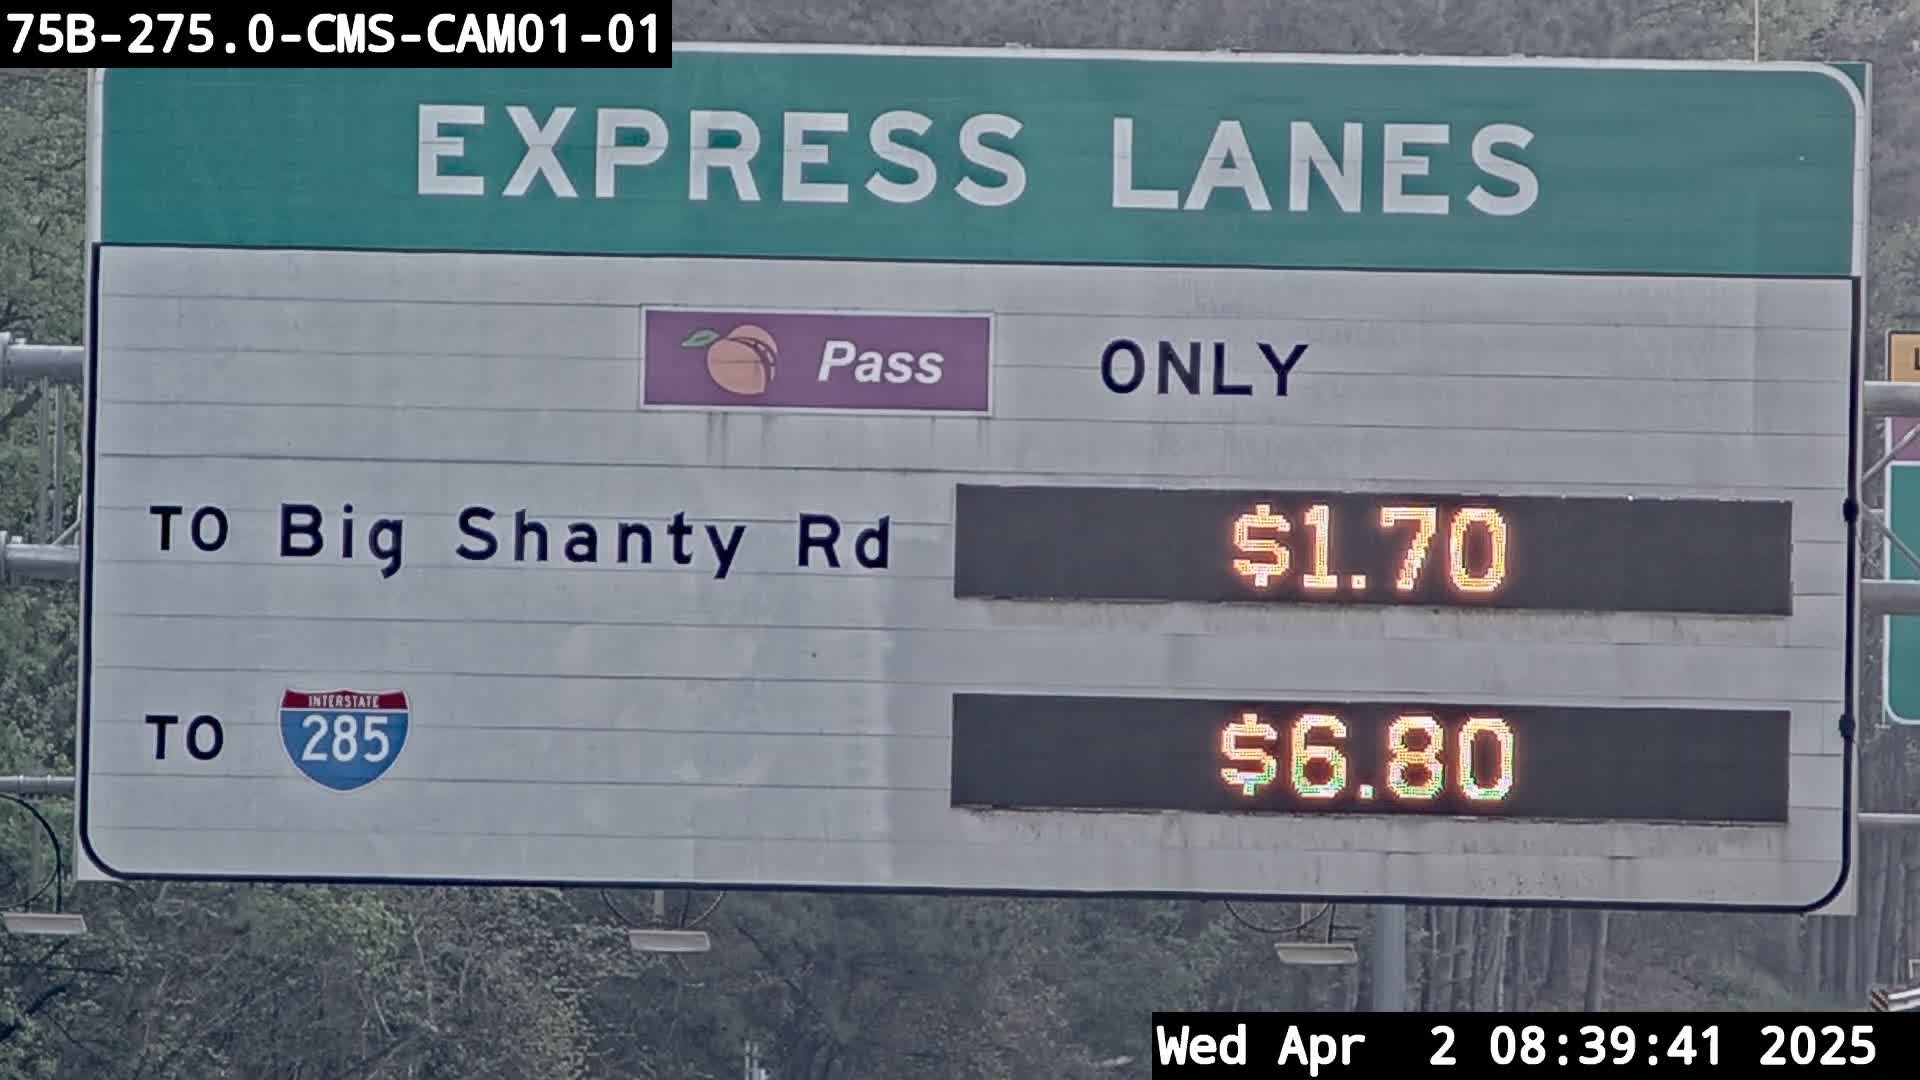 75B-275.0-CMS-CAM01-01
EXPRESS LANES
Pass ONLY
TO Big Shanty Rd $1.70
INTERSTATE
TO 285 $6.80
Wed Apr 2 08:39:41 2025